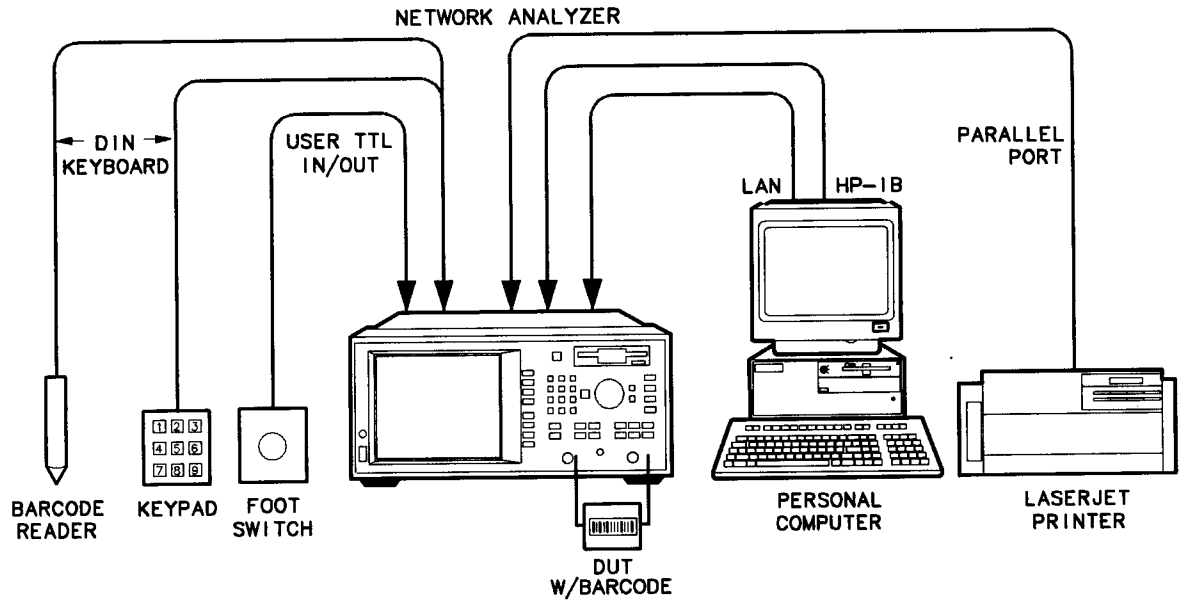 NETWORK ANALYZER
DIN
KEYBOARD
USER TTL
IN/OUT
LAN
HP-IB
PARALLEL
PORT
1 2 3
4 5 6
7 8 9
BARCODE
READER
KEYPAD
FOOT
SWITCH
DUT
W/BARCODE
PERSONAL
COMPUTER
LASERJET
PRINTER